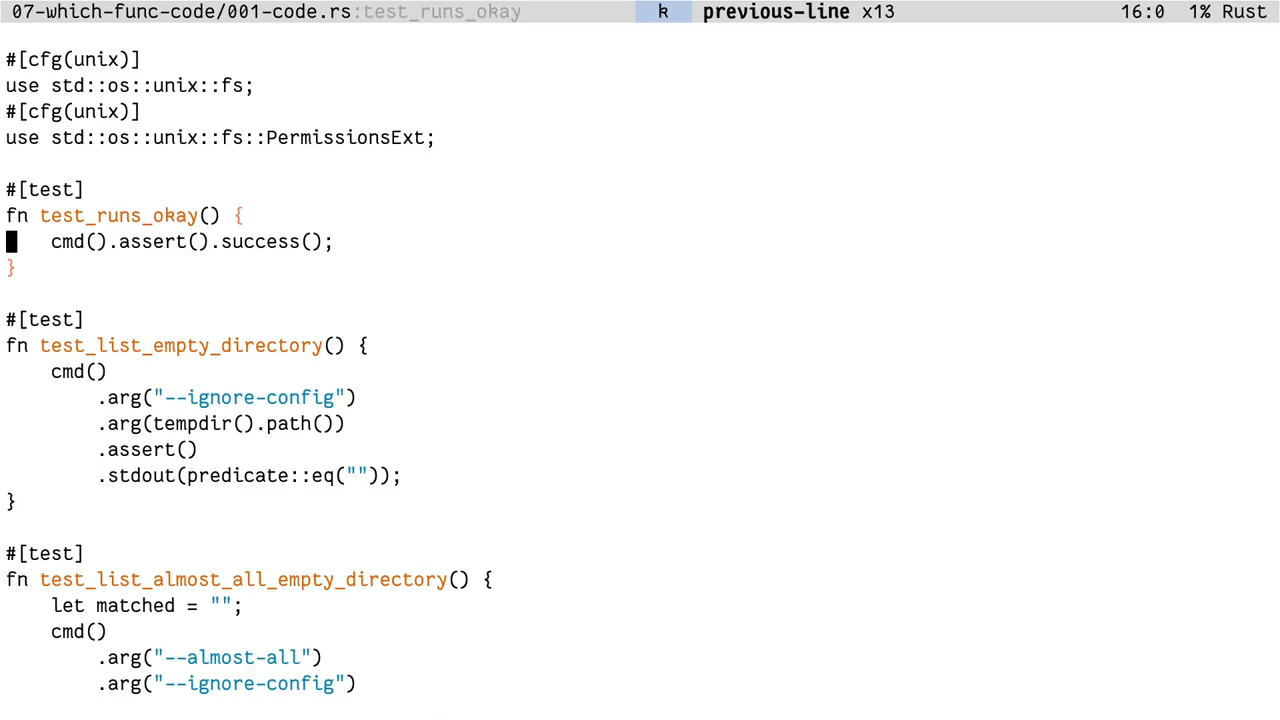 07-which-func-code/001-code.rs:test_runs_okay k previous-line x13 16:0 1% Rust
#[cfg(unix)]
use std::os::unix::fs;
#[cfg(unix)]
use std::os::unix::fs::PermissionsExt;
#[test]
fn test_runs_okay() {
    cmd().assert().success();
}
#[test]
fn test_list_empty_directory() {
    cmd()
        .arg("--ignore-config")
        .arg(tempdir().path())
        .assert()
        .stdout(predicate::eq(""));
}
#[test]
fn test_list_almost_all_empty_directory() {
    let matched = "";
    cmd()
        .arg("--almost-all")
        .arg("--ignore-config")